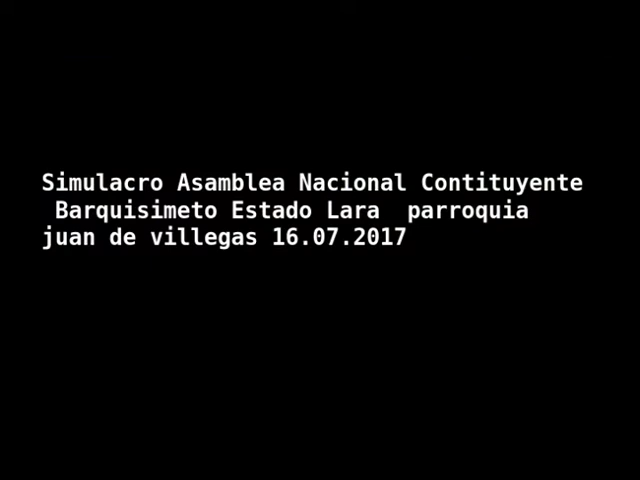 Simulacro Asamblea Nacional Contituyente
Barquisimeto Estado Lara  parroquia
juan de villegas 16.07.2017